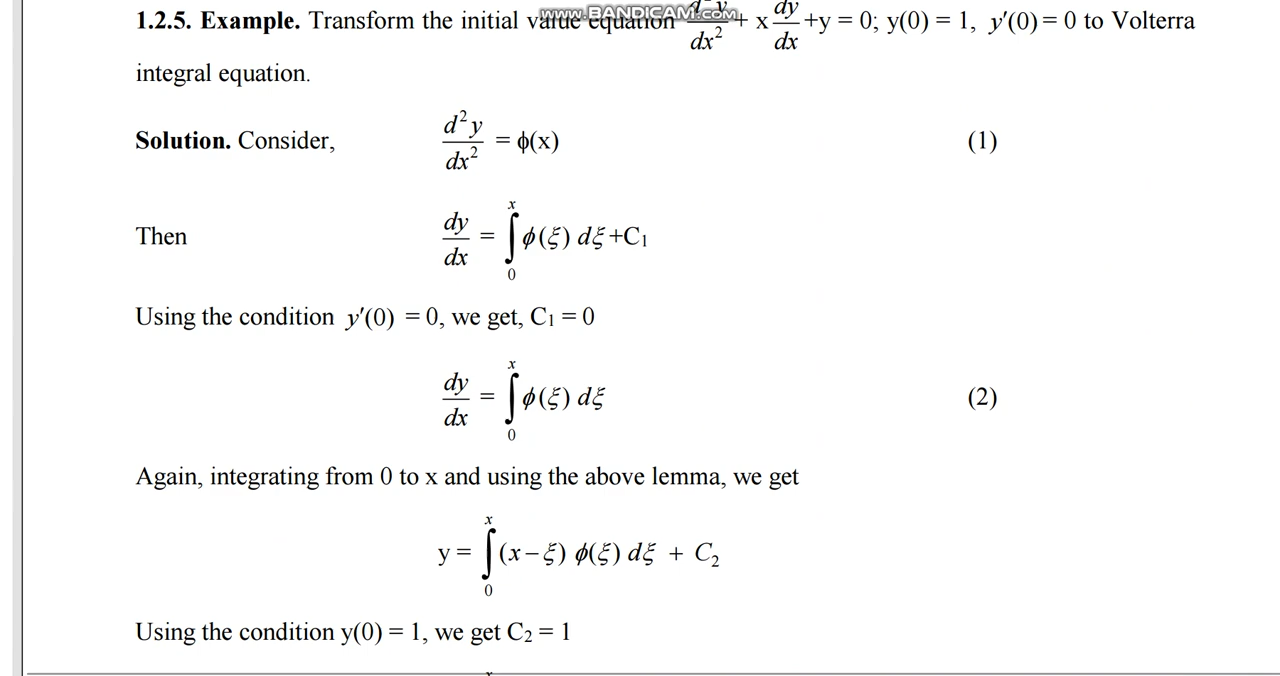 1.2.5. Example. Transform the initial value equation d²y/dx² + x dy/dx +y = 0; y(0) = 1, y′(0) = 0 to Volterra
www.BANDICAM.com
integral equation.
Solution. Consider, d²y/dx² = ϕ(x) (1)
Then dy/dx = ∫₀ˣ ϕ(ξ) dξ+C₁
Using the condition y′(0) = 0, we get, C₁ = 0
dy/dx = ∫₀ˣ ϕ(ξ) dξ (2)
Again, integrating from 0 to x and using the above lemma, we get
y = ∫₀ˣ (x−ξ) ϕ(ξ) dξ + C₂
Using the condition y(0) = 1, we get C₂ = 1
x